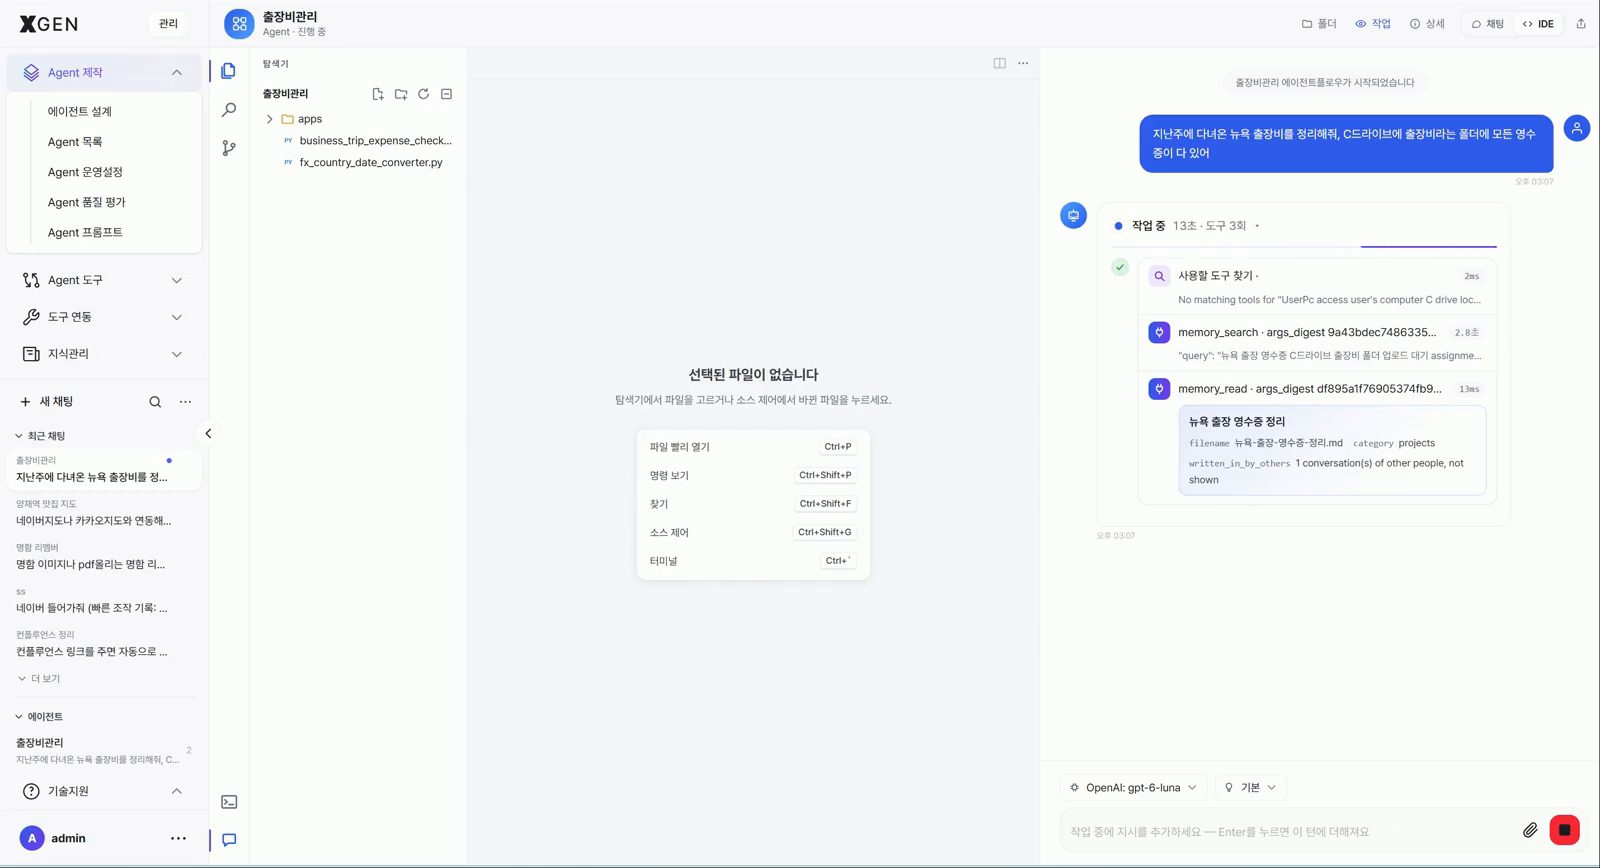 XGEN
관리
Agent 제작
에이전트 설계
Agent 목록
Agent 운영설정
Agent 품질 평가
Agent 프롬프트
Agent 도구
도구 연동
지식관리
새 채팅
최근 채팅
출장비관리
지난주에 다녀온 뉴욕 출장비를 정...
양재역 맛집 지도
네이버지도나 카카오지도와 연동해...
명함 리멤버
명함 이미지나 pdf올리는 명함 리...
ss
네이버 들어가줘 (빠른 조작 기록: ...
컨플루언스 정리
컨플루언스 링크를 주면 자동으로 ...
더 보기
에이전트
출장비관리
지난주에 다녀온 뉴욕 출장비를 정리해줘, C...
2
기술지원
A admin
출장비관리
Agent · 진행 중
폴더 작업 상세 채팅 IDE
탐색기
출장비관리
apps
PY business_trip_expense_check...
PY fx_country_date_converter.py
선택된 파일이 없습니다
탐색기에서 파일을 고르거나 소스 제어에서 바뀐 파일을 누르세요.
파일 빨리 열기 Ctrl+P
명령 보기 Ctrl+Shift+P
찾기 Ctrl+Shift+F
소스 제어 Ctrl+Shift+G
터미널 Ctrl+`
출장비관리 에이전트플로우가 시작되었습니다
지난주에 다녀온 뉴욕 출장비를 정리해줘, C드라이브에 출장비라는 폴더에 모든 영수
증이 다 있어
오후 03:07
작업 중 13초 · 도구 3회
사용할 도구 찾기 · 2ms
No matching tools for "UserPc access user's computer C drive loc...
memory_search · args_digest 9a43bdec7486335... 2.8초
"query": "뉴욕 출장 영수증 C드라이브 출장비 폴더 업로드 대기 assignme...
memory_read · args_digest df895a1f76905374fb9... 13ms
뉴욕 출장 영수증 정리
filename 뉴욕-출장-영수증-정리.md category projects
written_in_by_others 1 conversation(s) of other people, not
shown
오후 03:07
OpenAI: gpt-6-luna 기본
작업 중에 지시를 추가하세요 — Enter를 누르면 이 턴에 더해져요